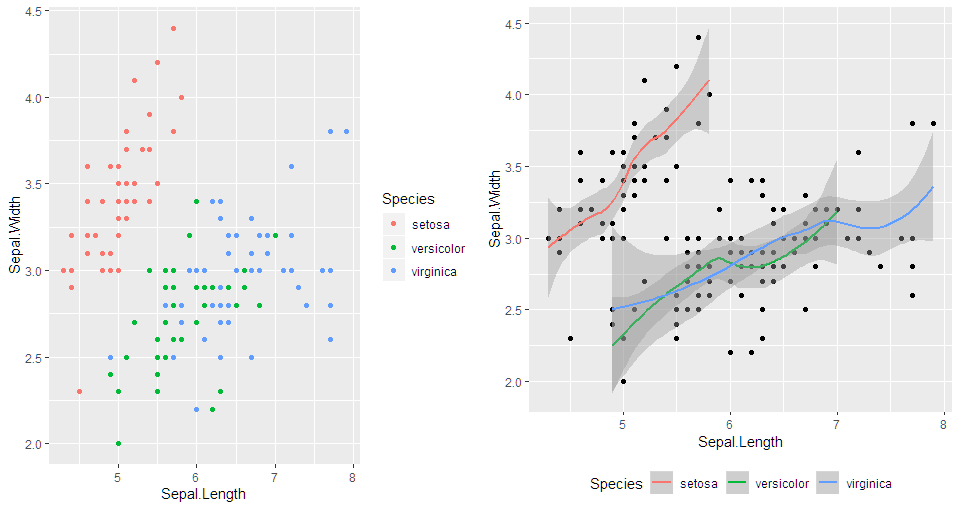 4.5
4.0
3.5
3.0
2.5
2.0
Sepal.Width
5
6
7
8
Sepal.Length
Species
setosa
versicolor
virginica
4.5
4.0
3.5
3.0
2.5
2.0
Sepal.Width
5
6
7
8
Sepal.Length
Species setosa versicolor virginica